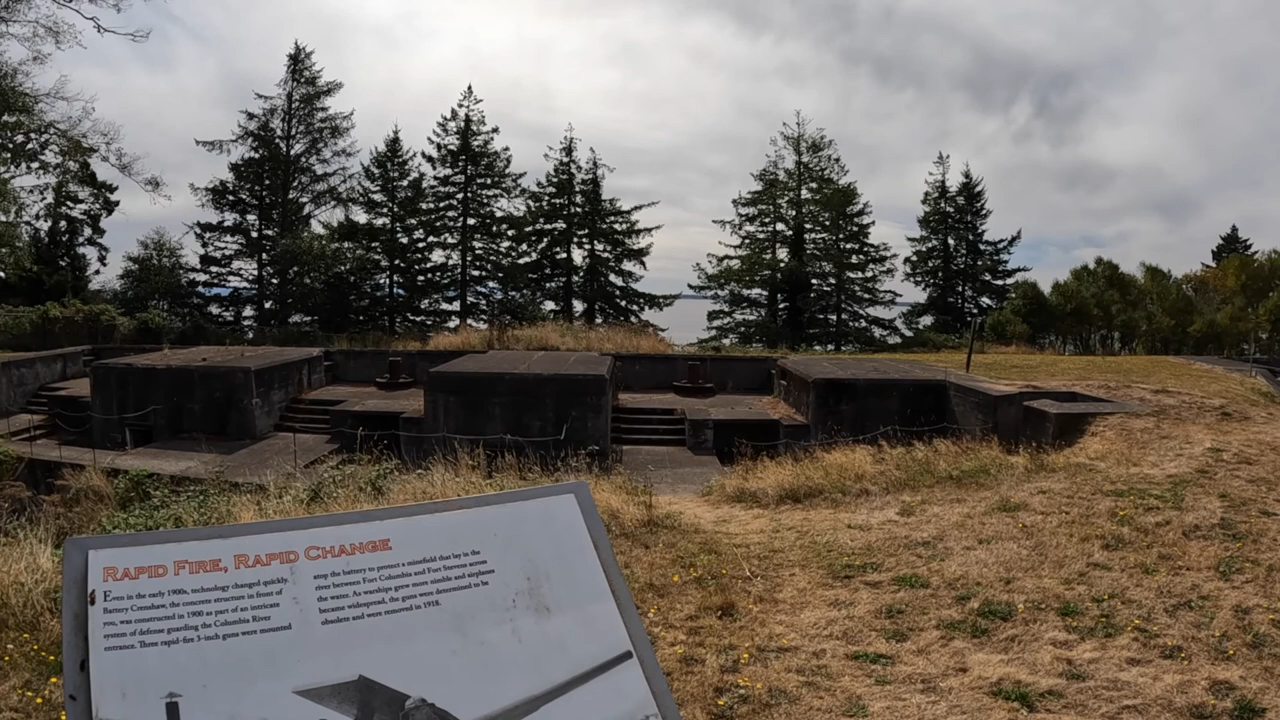 RAPID FIRE, RAPID CHANGE
Even in the early 1900s, technology changed quickly.
Battery Crenshaw, the concrete structure in front of
you, was constructed in 1900 as part of an intricate
system of defense guarding the Columbia River
entrance. Three rapid-fire 3-inch guns were mounted
atop the battery to protect a minefield that lay in the
river between Fort Columbia and Fort Stevens across
the water. As warships grew more nimble and airplanes
became widespread, the guns were determined to be
obsolete and were removed in 1918.